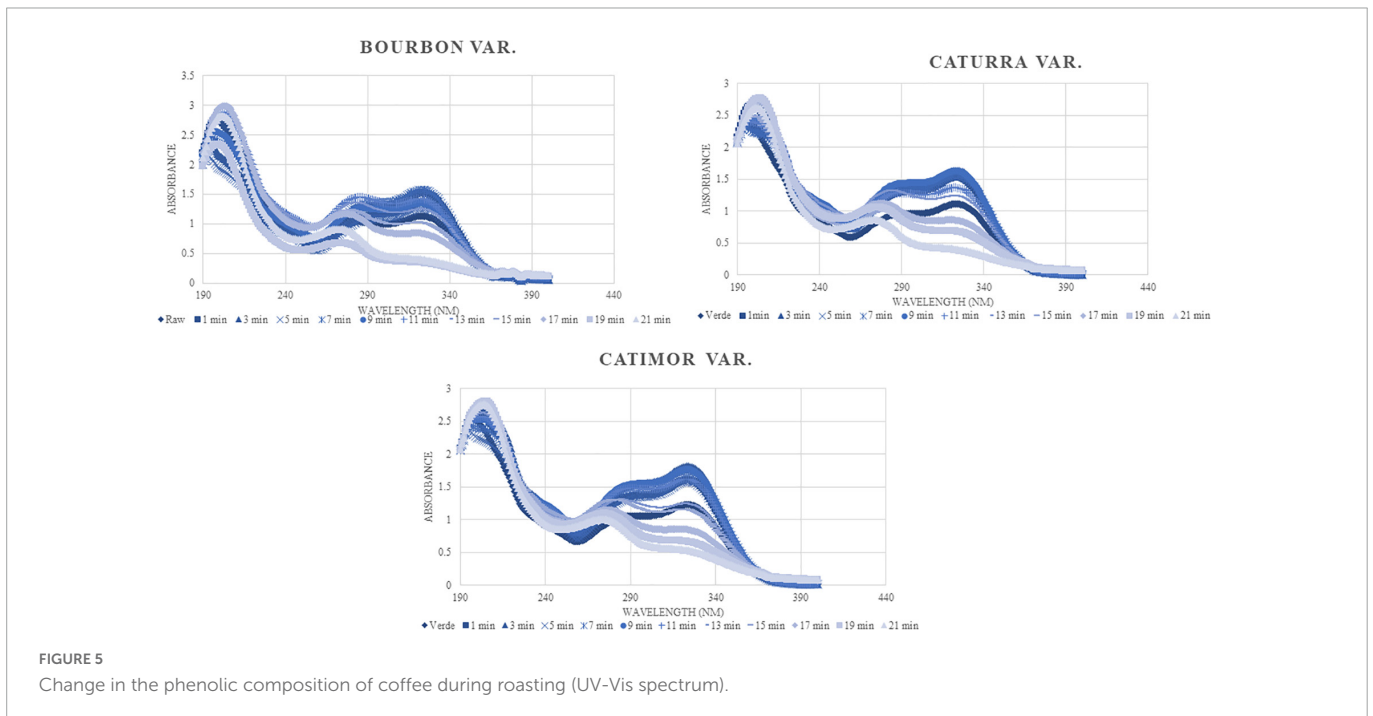 BOURBON VAR.
3.5
3
2.5
2
1.5
1
0.5
0
ABSORBANCE
190 240 290 340 390 440
WAVELENGTH (NM)
Raw 1 min 3 min 5 min 7 min 9 min 11 min 13 min 15 min 17 min 19 min 21 min
CATURRA VAR.
3
2.5
2
1.5
1
0.5
0
ABSORBANCE
190 240 290 340 390 440
WAVELENGTH (NM)
Verde 1min 3 min 5 min 7 min 9 min 11 min 13 min 15 min 17 min 19 min 21 min
CATIMOR VAR.
3
2.5
2
1.5
1
0.5
0
ABSORBANCE
190 240 290 340 390 440
WAVELENGTH (NM)
Verde 1 min 3 min 5 min 7 min 9 min 11 min 13 min 15 min 17 min 19 min 21 min
FIGURE 5
Change in the phenolic composition of coffee during roasting (UV-Vis spectrum).